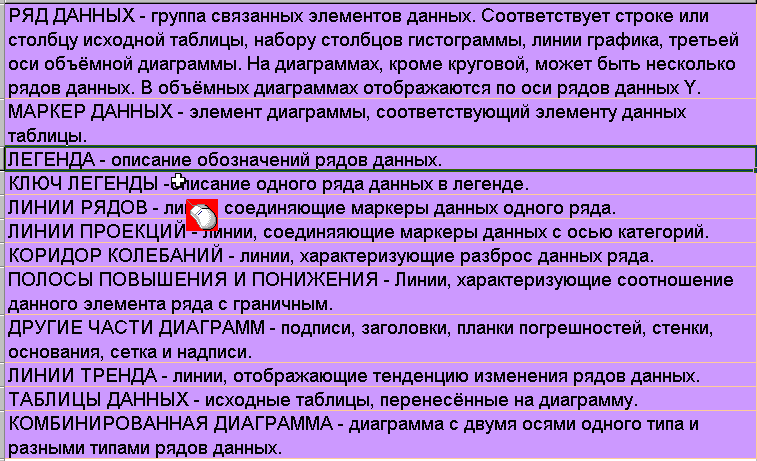 РЯД ДАННЫХ - группа связанных элементов данных. Соответствует строке или
столбцу исходной таблицы, набору столбцов гистограммы, линии графика, третьей
оси объёмной диаграммы. На диаграммах, кроме круговой, может быть несколько
рядов данных. В объёмных диаграммах отображаются по оси рядов данных Y.
МАРКЕР ДАННЫХ - элемент диаграммы, соответствующий элементу данных
таблицы.
ЛЕГЕНДА - описание обозначений рядов данных.
КЛЮЧ ЛЕГЕНДЫ - описание одного ряда данных в легенде.
ЛИНИИ РЯДОВ - линии, соединяющие маркеры данных одного ряда.
ЛИНИИ ПРОЕКЦИЙ - линии, соединяяющие маркеры данных с осью категорий.
КОРИДОР КОЛЕБАНИЙ - линии, характеризующие разброс данных ряда.
ПОЛОСЫ ПОВЫШЕНИЯ И ПОНИЖЕНИЯ - Линии, характеризующие соотношение
данного элемента ряда с граничным.
ДРУГИЕ ЧАСТИ ДИАГРАММ - подписи, заголовки, планки погрешностей, стенки,
основания, сетка и надписи.
ЛИНИИ ТРЕНДА - линии, отображающие тенденцию изменения рядов данных.
ТАБЛИЦЫ ДАННЫХ - исходные таблицы, перенесённые на диаграмму.
КОМБИНИРОВАННАЯ ДИАГРАММА - диаграмма с двумя осями одного типа и
разными типами рядов данных.